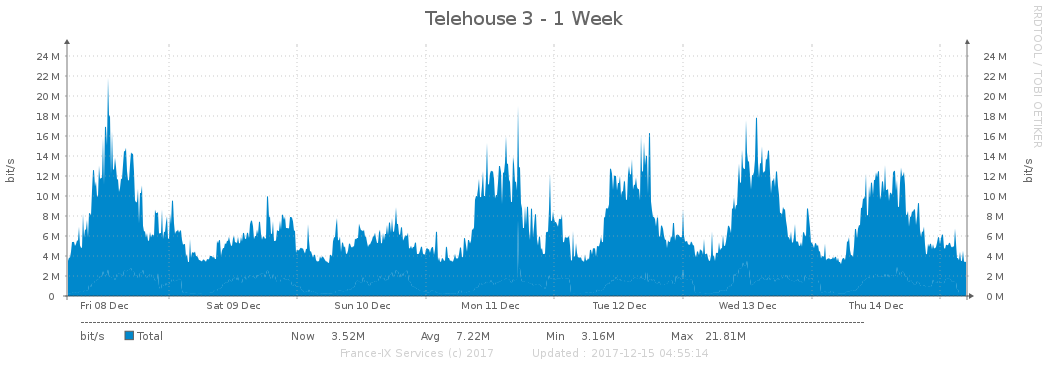 Telehouse 3 - 1 Week
RRDTOOL / TOBI OETIKER
24 M 24 M
22 M 22 M
20 M 20 M
18 M 18 M
16 M 16 M
14 M 14 M
12 M 12 M
10 M 10 M
8 M 8 M
6 M 6 M
4 M 4 M
2 M 2 M
0 0 M
bit/s bit/s
Fri 08 Dec Sat 09 Dec Sun 10 Dec Mon 11 Dec Tue 12 Dec Wed 13 Dec Thu 14 Dec
bit/s Total Now 3.52M Avg 7.22M Min 3.16M Max 21.81M
France-IX Services (c) 2017 Updated : 2017-12-15 04:55:14